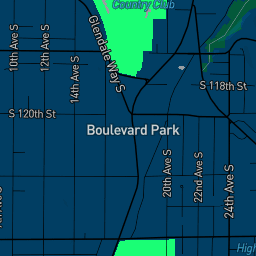 Country Club
Glendale Way S
10th Ave S
12th Ave S
14th Ave S
S 118th St
S 120th St
Boulevard Park
20th Ave S
22nd Ave S
24th Ave S
High